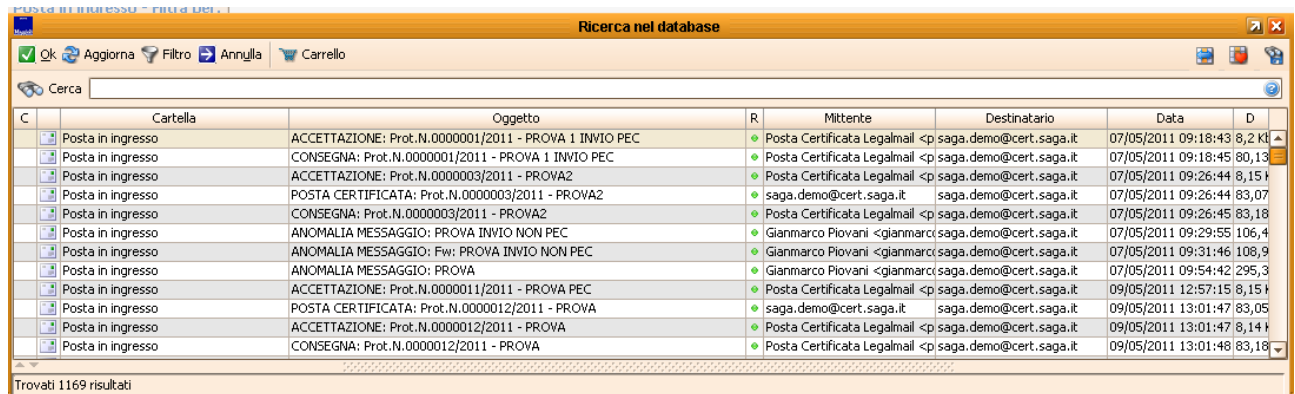 Posta in ingresso - Filtra per:
Ricerca nel database
Ok Aggiorna Filtro Annulla Carrello
Cerca
C Cartella Oggetto R Mittente Destinatario Data D
Posta in ingresso ACCETTAZIONE: Prot.N.0000001/2011 - PROVA 1 INVIO PEC Posta Certificata Legalmail <p saga.demo@cert.saga.it 07/05/2011 09:18:43 8,2 Kb
Posta in ingresso CONSEGNA: Prot.N.0000001/2011 - PROVA 1 INVIO PEC Posta Certificata Legalmail <p saga.demo@cert.saga.it 07/05/2011 09:18:45 80,13
Posta in ingresso ACCETTAZIONE: Prot.N.0000003/2011 - PROVA2 Posta Certificata Legalmail <p saga.demo@cert.saga.it 07/05/2011 09:26:44 8,15 K
Posta in ingresso POSTA CERTIFICATA: Prot.N.0000003/2011 - PROVA2 saga.demo@cert.saga.it saga.demo@cert.saga.it 07/05/2011 09:26:44 83,07
Posta in ingresso CONSEGNA: Prot.N.0000003/2011 - PROVA2 Posta Certificata Legalmail <p saga.demo@cert.saga.it 07/05/2011 09:26:45 83,18
Posta in ingresso ANOMALIA MESSAGGIO: PROVA INVIO NON PEC Gianmarco Piovani <gianmarc saga.demo@cert.saga.it 07/05/2011 09:29:55 106,4
Posta in ingresso ANOMALIA MESSAGGIO: Fw: PROVA INVIO NON PEC Gianmarco Piovani <gianmarc saga.demo@cert.saga.it 07/05/2011 09:31:46 108,9
Posta in ingresso ANOMALIA MESSAGGIO: PROVA Gianmarco Piovani <gianmarc saga.demo@cert.saga.it 07/05/2011 09:54:42 295,3
Posta in ingresso ACCETTAZIONE: Prot.N.0000011/2011 - PROVA PEC Posta Certificata Legalmail <p saga.demo@cert.saga.it 09/05/2011 12:57:15 8,15 K
Posta in ingresso POSTA CERTIFICATA: Prot.N.0000012/2011 - PROVA saga.demo@cert.saga.it saga.demo@cert.saga.it 09/05/2011 13:01:47 83,05
Posta in ingresso ACCETTAZIONE: Prot.N.0000012/2011 - PROVA Posta Certificata Legalmail <p saga.demo@cert.saga.it 09/05/2011 13:01:47 8,14 K
Posta in ingresso CONSEGNA: Prot.N.0000012/2011 - PROVA Posta Certificata Legalmail <p saga.demo@cert.saga.it 09/05/2011 13:01:48 83,18
Trovati 1169 risultati